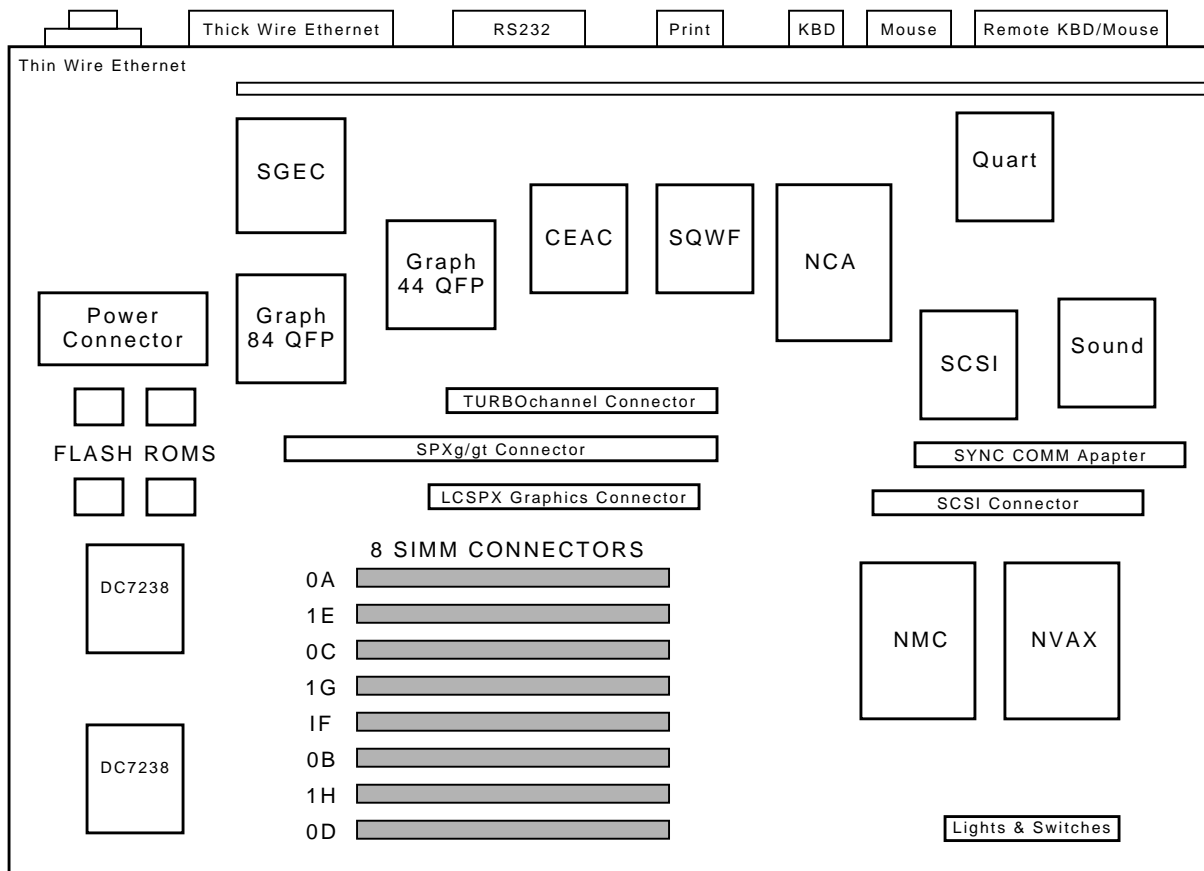 Thick Wire Ethernet
RS232
Print
KBD
Mouse
Remote KBD/Mouse
Thin Wire Ethernet
SGEC
Quart
CEAC
SQWF
NCA
Graph
44 QFP
Power
Connector
Graph
84 QFP
SCSI
Sound
TURBOchannel Connector
FLASH ROMS
SPXg/gt Connector
SYNC COMM Apapter
LCSPX Graphics Connector
SCSI Connector
8 SIMM CONNECTORS
DC7238
0A
1E
0C
1G
IF
0B
1H
0D
NMC
NVAX
DC7238
Lights & Switches